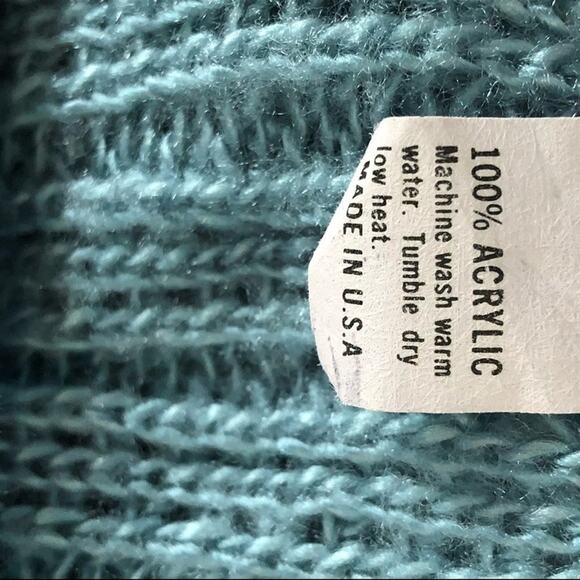 100% ACRYLIC
Machine wash warm
water. Tumble dry
low heat.
MADE IN U.S.A